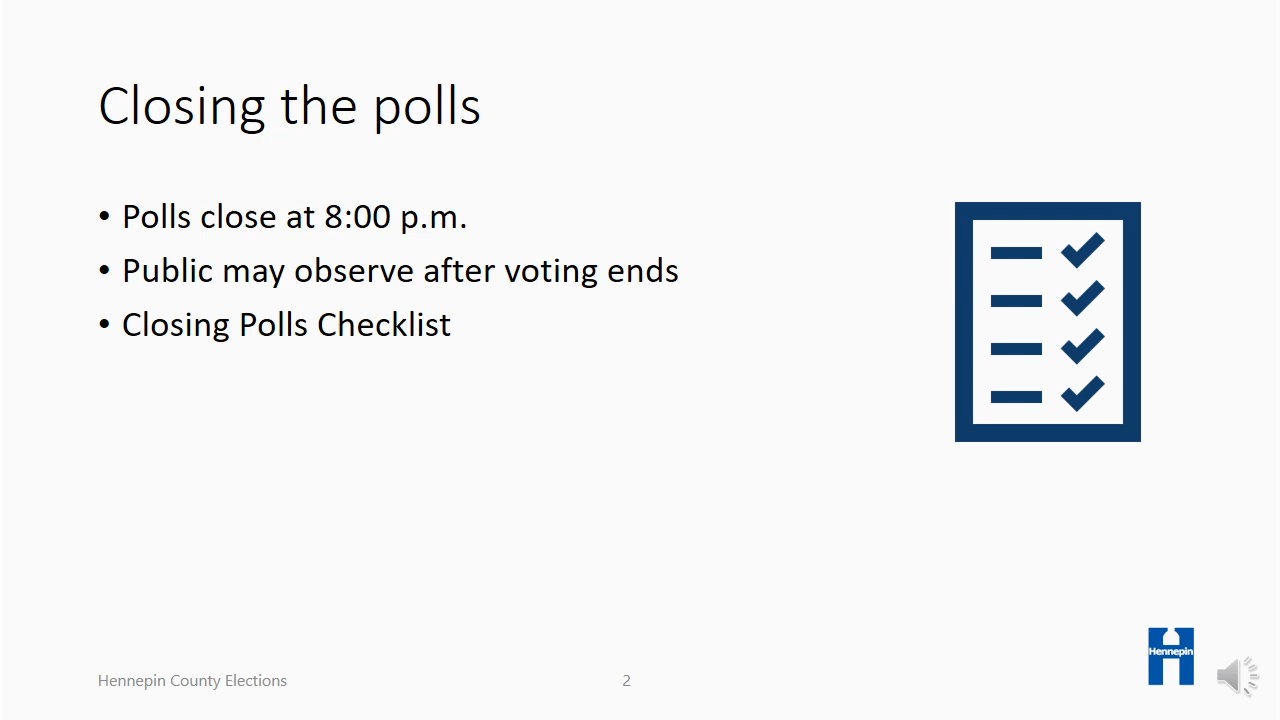 Closing the polls
• Polls close at 8:00 p.m.
• Public may observe after voting ends
• Closing Polls Checklist
Hennepin
Hennepin County Elections
2